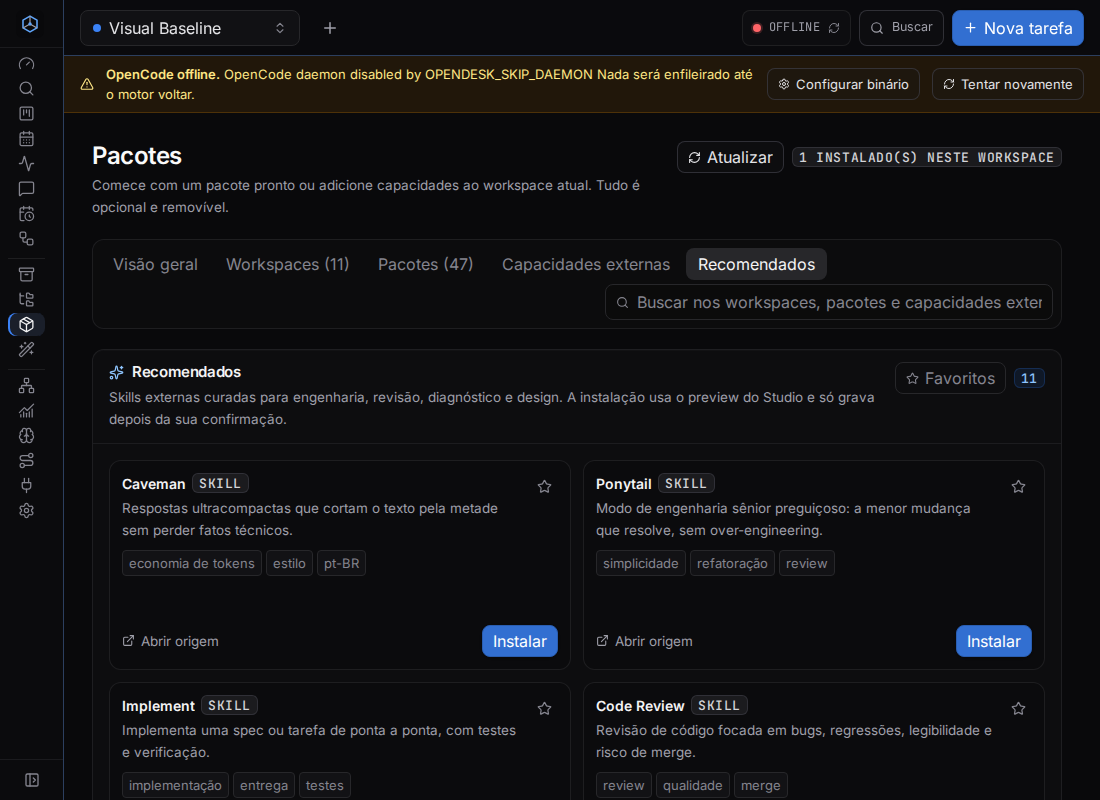 Visual Baseline
OFFLINE
Buscar
Nova tarefa
OpenCode offline. OpenCode daemon disabled by OPENDESK_SKIP_DAEMON Nada será enfileirado até
o motor voltar.
Configurar binário
Tentar novamente
Pacotes
Comece com um pacote pronto ou adicione capacidades ao workspace atual. Tudo é
opcional e removível.
Atualizar
1 INSTALADO(S) NESTE WORKSPACE
Visão geral
Workspaces (11)
Pacotes (47)
Capacidades externas
Recomendados
Buscar nos workspaces, pacotes e capacidades exter
Recomendados
Skills externas curadas para engenharia, revisão, diagnóstico e design. A instalação usa o preview do Studio e só grava
depois da sua confirmação.
Favoritos
11
Caveman SKILL
Respostas ultracompactas que cortam o texto pela metade
sem perder fatos técnicos.
economia de tokens estilo pt-BR
Abrir origem
Instalar
Ponytail SKILL
Modo de engenharia sênior preguiçoso: a menor mudança
que resolve, sem over-engineering.
simplicidade refatoração review
Abrir origem
Instalar
Implement SKILL
Implementa uma spec ou tarefa de ponta a ponta, com testes
e verificação.
implementação entrega testes
Code Review SKILL
Revisão de código focada em bugs, regressões, legibilidade e
risco de merge.
review qualidade merge